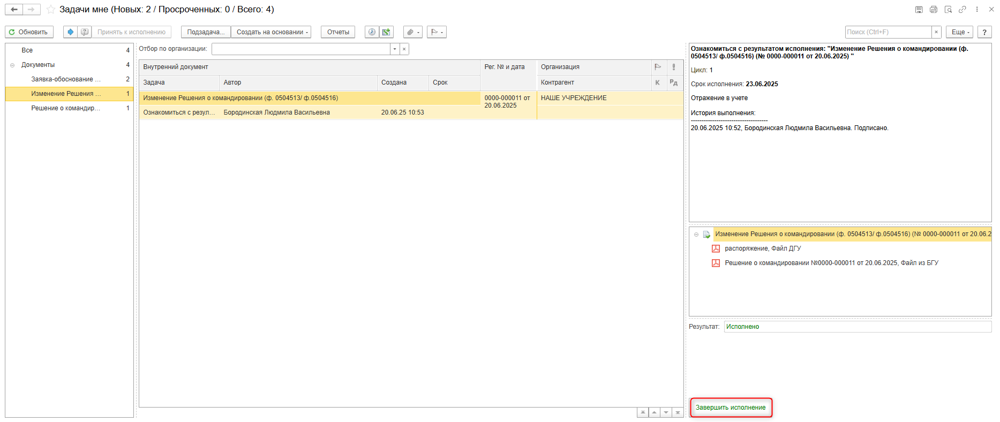 Задачи мне (Новых: 2 / Просроченных: 0 / Всего: 4)
Обновить
Принять к исполнению
Подзадача...
Создать на основании
Отчеты
Поиск (Ctrl+F)
×
Еще
?
Все 4
Документы 4
Заявка-обоснование ... 2
Изменение Решения ... 1
Решение о командир... 1
Отбор по организации:
Внутренний документ Рег. № и дата Организация
Задача Автор Создана Срок Контрагент К Рд
Изменение Решения о командировании (ф. 0504513/ ф.0504516) 0000-000011 от НАШЕ УЧРЕЖДЕНИЕ
20.06.2025
Ознакомиться с резул... Бородинская Людмила Васильевна 20.06.25 10:53
Ознакомиться с результатом исполнения: "Изменение Решения о командировании (ф.
0504513/ ф.0504516) (№ 0000-000011 от 20.06.2025) "
Цикл: 1
Срок исполнения: 23.06.2025
Отражение в учете
История выполнения:
------------------------------------
20.06.2025 10:52, Бородинская Людмила Васильевна. Подписано.
Изменение Решения о командировании (ф. 0504513/ ф.0504516) (№ 0000-000011 от 20.06.2
распоряжение, Файл ДГУ
Решение о командировании №0000-000011 от 20.06.2025, Файл из БГУ
Результат: Исполнено
Завершить исполнение